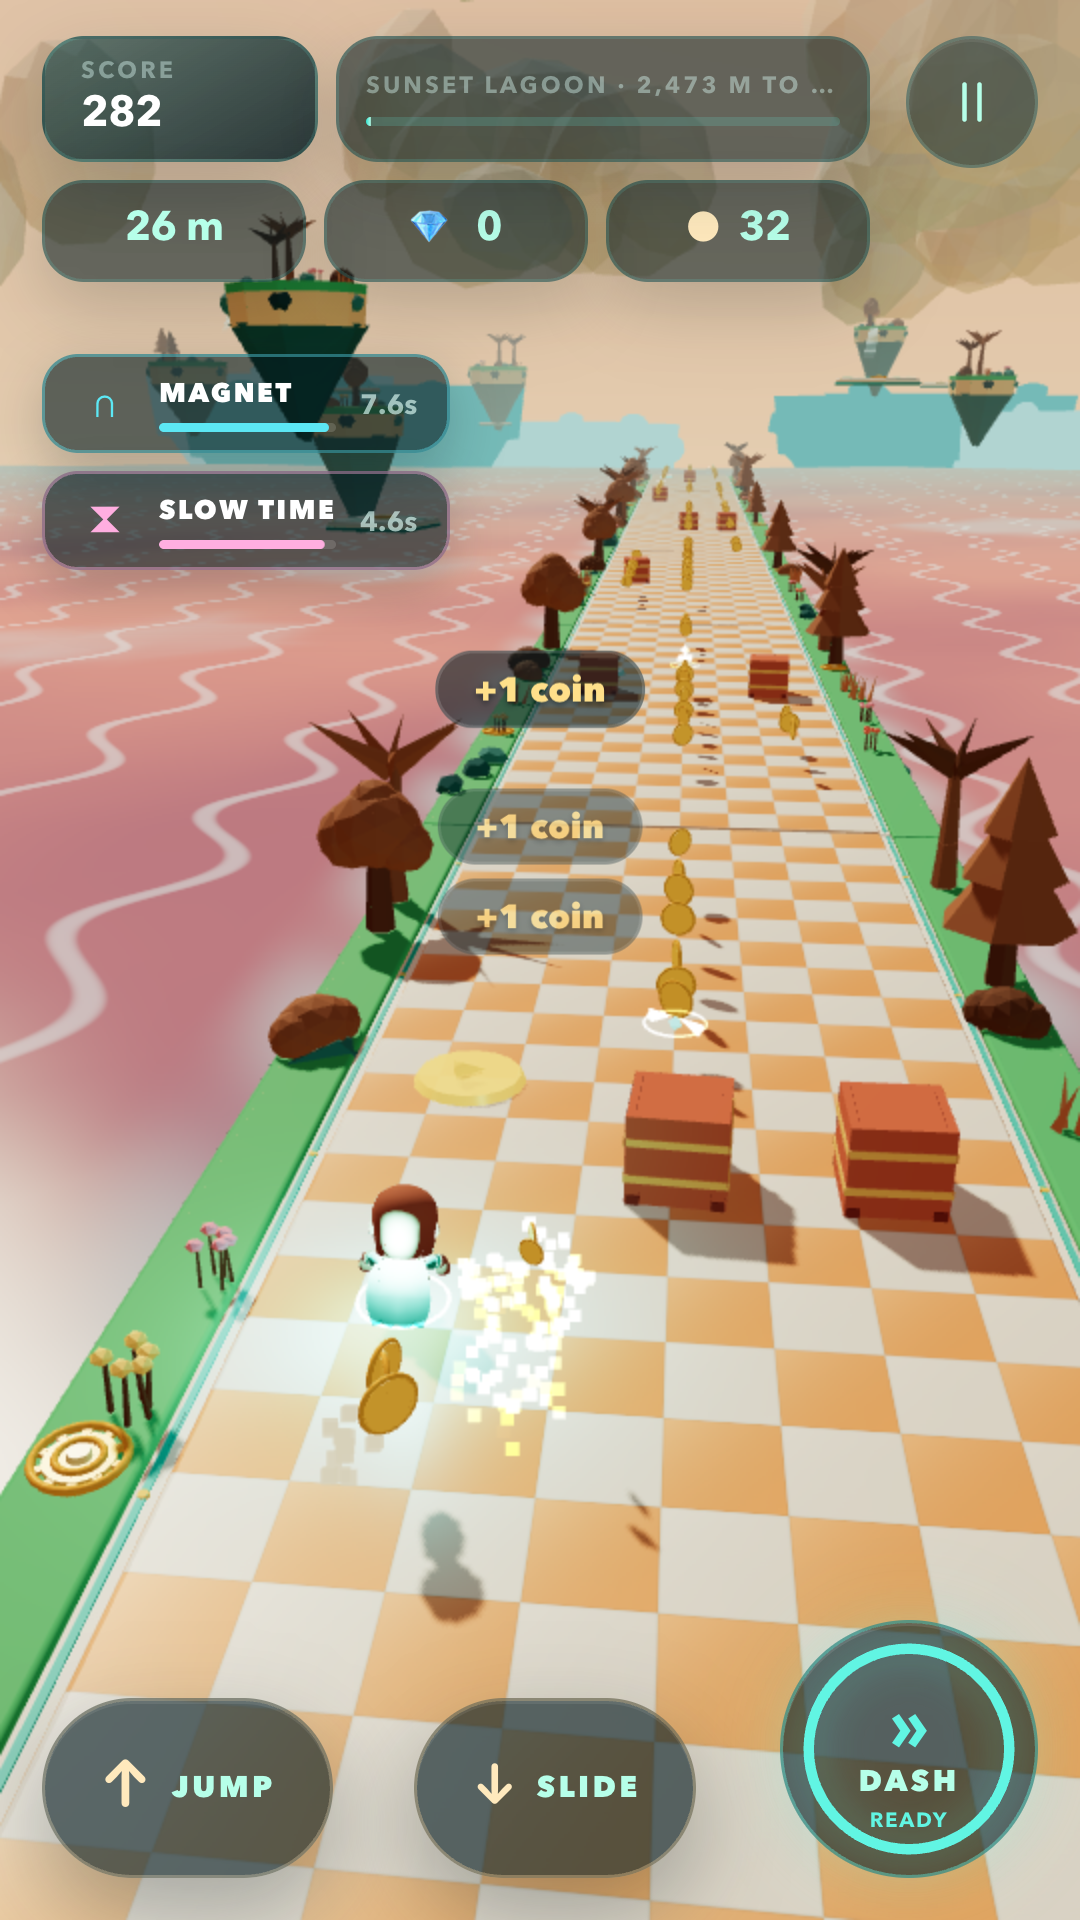 SCORE
282
SUNSET LAGOON · 2,473 M TO ...
26 m
0
32
MAGNET
7.6s
SLOW TIME
4.6s
+1 coin
+1 coin
+1 coin
JUMP
SLIDE
DASH
READY